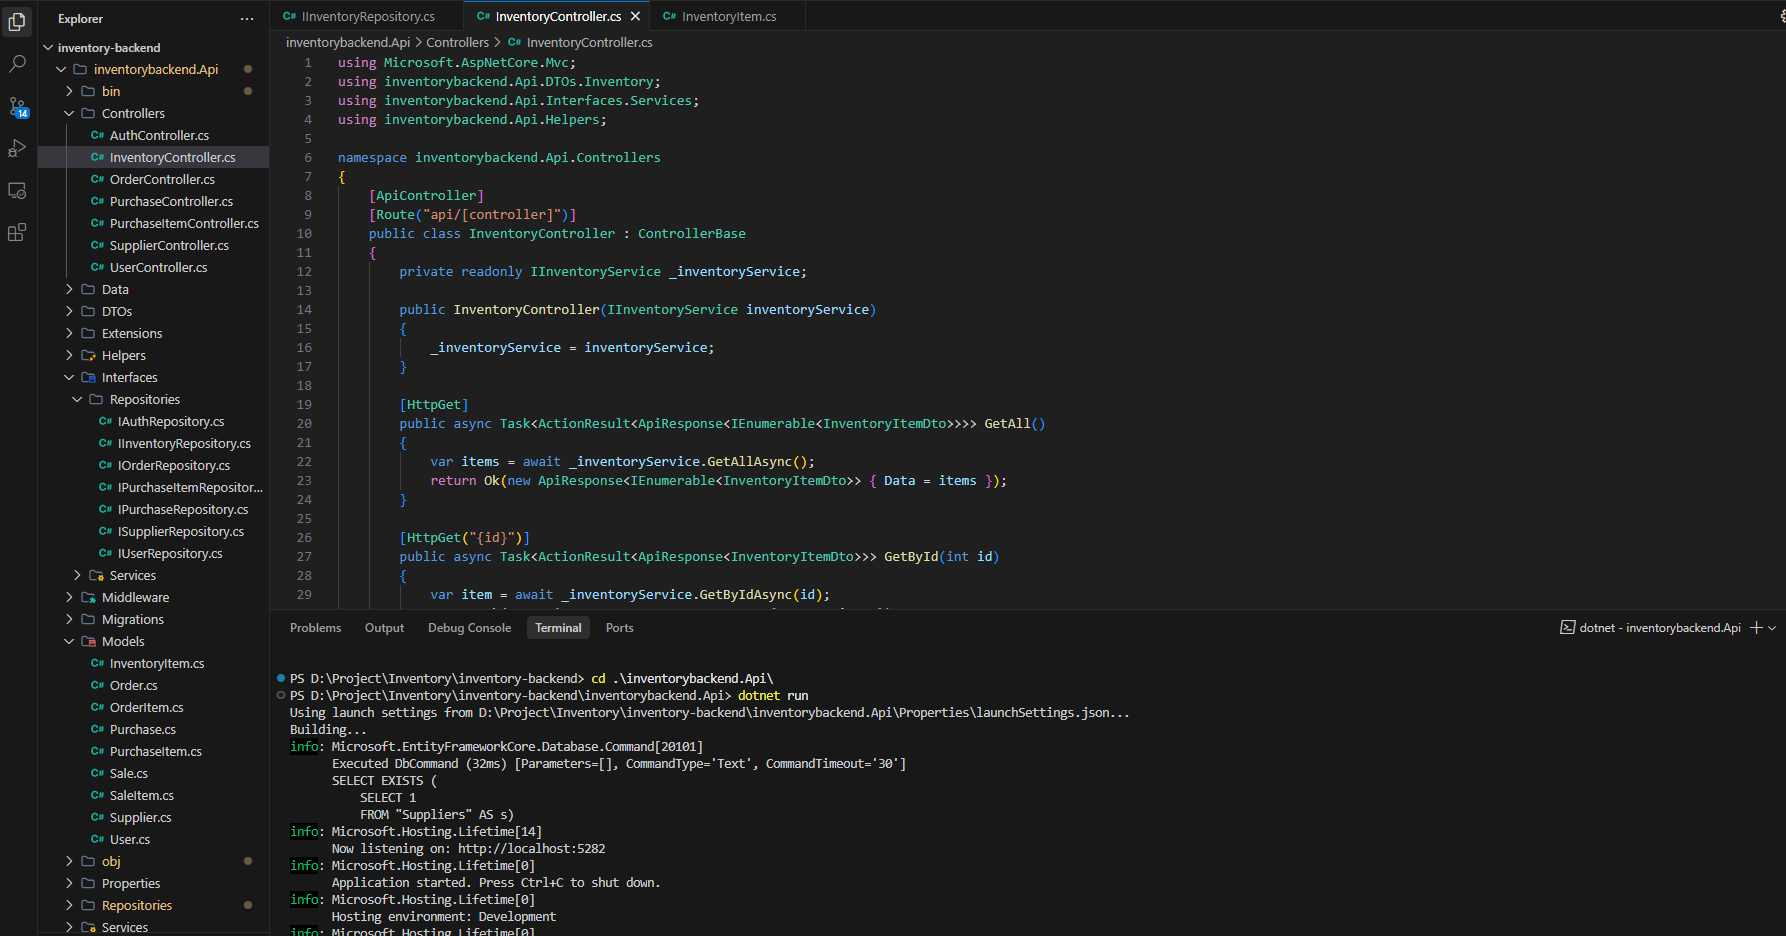 Explorer
inventory-backend
inventorybackend.Api
bin
Controllers
AuthController.cs
InventoryController.cs
OrderController.cs
PurchaseController.cs
PurchaseItemController.cs
SupplierController.cs
UserController.cs
Data
DTOs
Extensions
Helpers
Interfaces
Repositories
IAuthRepository.cs
IInventoryRepository.cs
IOrderRepository.cs
IPurchaseItemRepositor...
IPurchaseRepository.cs
ISupplierRepository.cs
IUserRepository.cs
Services
Middleware
Migrations
Models
InventoryItem.cs
Order.cs
OrderItem.cs
Purchase.cs
PurchaseItem.cs
Sale.cs
SaleItem.cs
Supplier.cs
User.cs
obj
Properties
Repositories
Services
14
IInventoryRepository.cs InventoryController.cs InventoryItem.cs
inventorybackend.Api > Controllers > InventoryController.cs
1 using Microsoft.AspNetCore.Mvc;
2 using inventorybackend.Api.DTOs.Inventory;
3 using inventorybackend.Api.Interfaces.Services;
4 using inventorybackend.Api.Helpers;
5
6 namespace inventorybackend.Api.Controllers
7 {
8 [ApiController]
9 [Route("api/[controller]")]
10 public class InventoryController : ControllerBase
11 {
12 private readonly IInventoryService _inventoryService;
13
14 public InventoryController(IInventoryService inventoryService)
15 {
16 _inventoryService = inventoryService;
17 }
18
19 [HttpGet]
20 public async Task<ActionResult<ApiResponse<IEnumerable<InventoryItemDto>>>> GetAll()
21 {
22 var items = await _inventoryService.GetAllAsync();
23 return Ok(new ApiResponse<IEnumerable<InventoryItemDto>> { Data = items });
24 }
25
26 [HttpGet("{id}")]
27 public async Task<ActionResult<ApiResponse<InventoryItemDto>>> GetById(int id)
28 {
29 var item = await _inventoryService.GetByIdAsync(id);
Problems Output Debug Console Terminal Ports
dotnet - inventorybackend.Api
PS D:\Project\Inventory\inventory-backend> cd .\inventorybackend.Api\
PS D:\Project\Inventory\inventory-backend\inventorybackend.Api> dotnet run
Using launch settings from D:\Project\Inventory\inventory-backend\inventorybackend.Api\Properties\launchSettings.json...
Building...
info: Microsoft.EntityFrameworkCore.Database.Command[20101]
Executed DbCommand (32ms) [Parameters=[], CommandType='Text', CommandTimeout='30']
SELECT EXISTS (
SELECT 1
FROM "Suppliers" AS s)
info: Microsoft.Hosting.Lifetime[14]
Now listening on: http://localhost:5282
info: Microsoft.Hosting.Lifetime[0]
Application started. Press Ctrl+C to shut down.
info: Microsoft.Hosting.Lifetime[0]
Hosting environment: Development
info: Microsoft.Hosting.Lifetime[0]